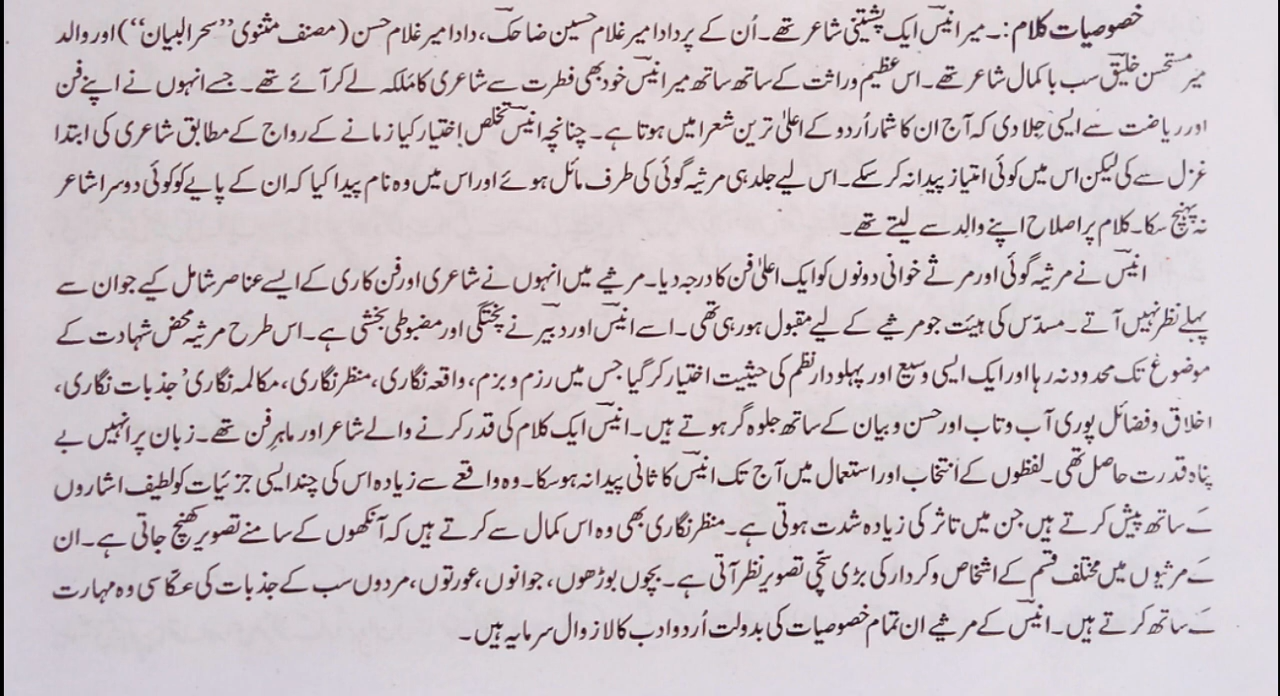 خصوصیات کلام:۔ میر انیسؔ ایک پشتینی شاعر تھے۔ اُن کے پردادا میر غلام حسین ضاحکؔ، دادا میر غلام حسن (مصنف مثنوی ’’سحر البیان‘‘) اور والد
میر مستحسن خلیقؔ سب با کمال شاعر تھے۔ اس عظیم وراثت کے ساتھ ساتھ میر انیسؔ خود بھی فطرت سے شاعری کا مَلکہ لے کر آئے تھے۔ جسے انہوں نے اپنے فن
اور ریاضت سے ایسی جِلا دی کہ آج ان کا شمار اُردو کے اعلیٰ ترین شعرا میں ہوتا ہے۔ چنانچہ انیسؔ تخلص اختیار کیا زمانے کے رواج کے مطابق شاعری کی ابتدا
غزل سے کی لیکن اس میں کوئی امتیاز پیدا نہ کر سکے۔ اس لیے جلد ہی مرثیہ گوئی کی طرف مائل ہوئے اور اس میں وہ نام پیدا کیا کہ ان کے پایے کو کوئی دوسرا شاعر
نہ پہنچ سکا۔ کلام پر اصلاح اپنے والد سے لیتے تھے۔
انیسؔ نے مرثیہ گوئی اور مرثے خوانی دونوں کو ایک اعلیٰ فن کا درجہ دیا۔ مرثیے میں انہوں نے شاعری اور فن کاری کے ایسے عناصر شامل کیے جو ان سے
پہلے نظر نہیں آتے۔ مسدّس کی ہیئت جو مرثیے کے لیے مقبول ہو رہی تھی۔ اسے انیسؔ اور دبیرؔ نے پختگی اور مضبوطی بخشی ہے۔ اس طرح مرثیہ محض شہادت کے
موضوع تک محدود نہ رہا اور ایک ایسی وسیع اور پہلودار نظم کی حیثیت اختیار کر گیا جس میں رزم و بزم، واقعہ نگاری، منظر نگاری، مکالمہ نگاری‘ جذبات نگاری،
اخلاق و فضائل پوری آب و تاب اور حسن و بیان کے ساتھ جلوہ گر ہوتے ہیں۔ انیسؔ ایک کلام کی قدر کرنے والے شاعر اور ماہرِ فن تھے۔ زبان پر انہیں بے
پناہ قدرت حاصل تھی۔ لفظوں کے اُنتخاب اور استعمال میں آج تک انیسؔ کا ثانی پیدا نہ ہو سکا۔ وہ واقعے سے زیادہ اس کی چند ایسی جزئیات کو لطیف اشاروں
کے ساتھ پیش کرتے ہیں جن میں تاثر کی زیادہ شدت ہوتی ہے۔ منظر نگاری بھی وہ اس کمال سے کرتے ہیں کہ آنکھوں کے سامنے تصویر کھنچ جاتی ہے۔ ان
کے مرثیوں میں مختلف قسم کے اشخاص و کردار کی بڑی سچّی تصویر نظر آتی ہے۔ بچوں بوڑھوں، جوانوں، عورتوں، مردوں سب کے جذبات کی عکاسی وہ مہارت
کے ساتھ کرتے ہیں۔ انیسؔ کے مرثیے ان تمام خصوصیات کی بدولت اُردو ادب کا لازوال سرمایہ ہیں۔